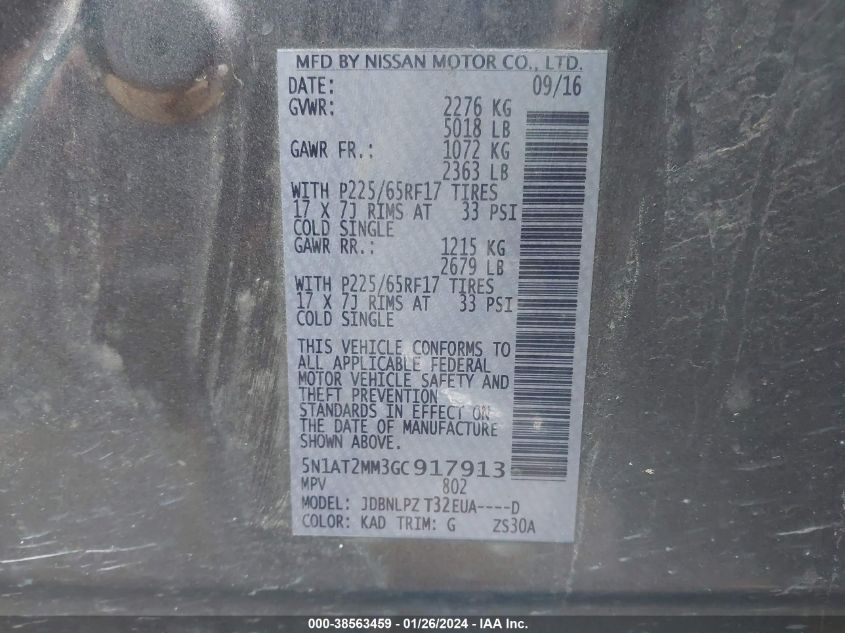 MFD BY NISSAN MOTOR CO., LTD.
DATE: 09/16
GVWR: 2276 KG
5018 LB
GAWR FR.: 1072 KG
2363 LB
WITH P225/65RF17 TIRES
17 X 7J RIMS AT 33 PSI
COLD SINGLE
GAWR RR.: 1215 KG
2679 LB
WITH P225/65RF17 TIRES
17 X 7J RIMS AT 33 PSI
COLD SINGLE
THIS VEHICLE CONFORMS TO
ALL APPLICABLE FEDERAL
MOTOR VEHICLE SAFETY AND
THEFT PREVENTION
STANDARDS IN EFFECT ON
THE DATE OF MANUFACTURE
SHOWN ABOVE.
5N1AT2MM3GC917913
MPV 802
MODEL: JDBNLPZ T32EUA----D
COLOR: KAD TRIM: G ZS30A
000-38563459 - 01/26/2024 - IAA Inc.